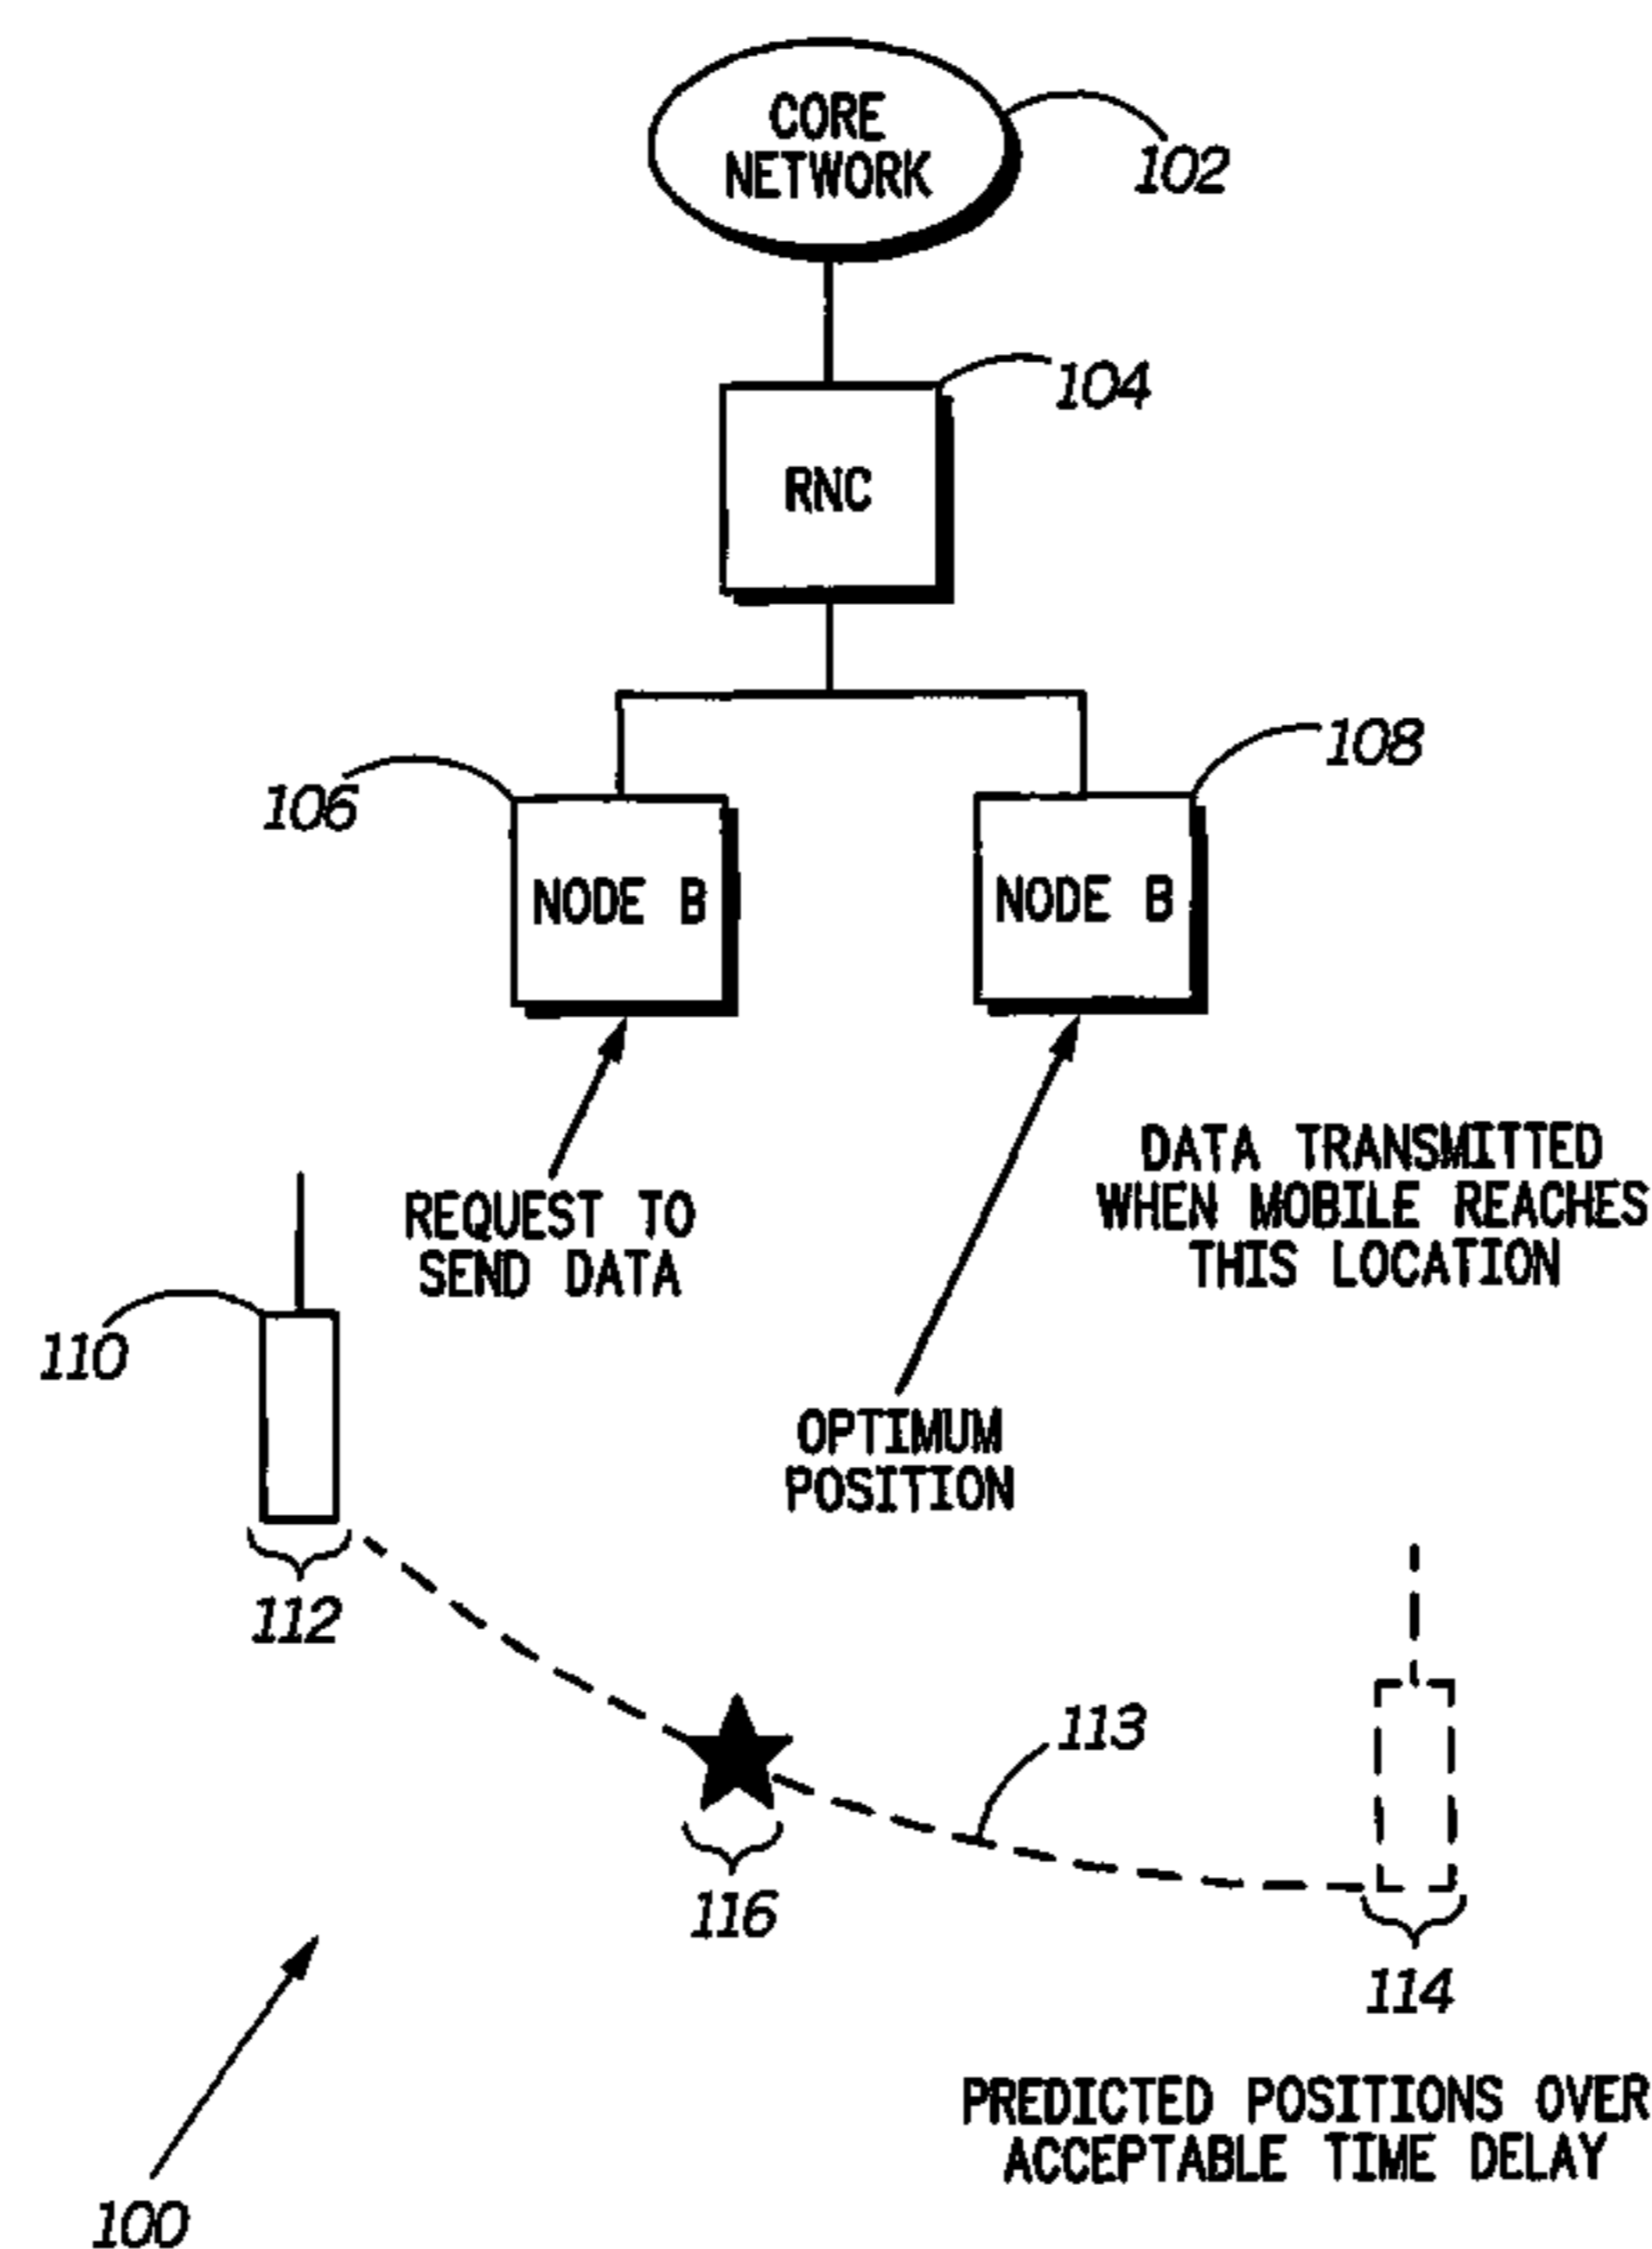 CORE
NETWORK
102
104
RNC
108
106
NODE B
NODE B
DATA TRANSMITTED
WHEN MOBILE REACHES
THIS LOCATION
REQUEST TO
SEND DATA
110
OPTIMUM
POSITION
112
113
116
114
PREDICTED POSITIONS OVER
ACCEPTABLE TIME DELAY
100